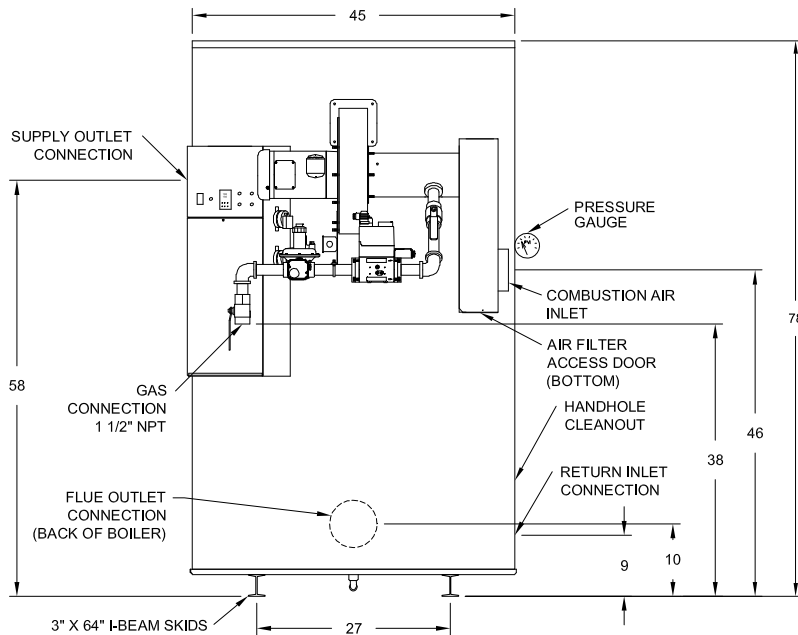 45
SUPPLY OUTLET
CONNECTION
PRESSURE
GAUGE
COMBUSTION AIR
INLET
78
AIR FILTER
ACCESS DOOR
(BOTTOM)
58
GAS
CONNECTION
1 1/2" NPT
HANDHOLE
CLEANOUT
46
38
RETURN INLET
CONNECTION
FLUE OUTLET
CONNECTION
(BACK OF BOILER)
9
10
3" X 64" I-BEAM SKIDS
27